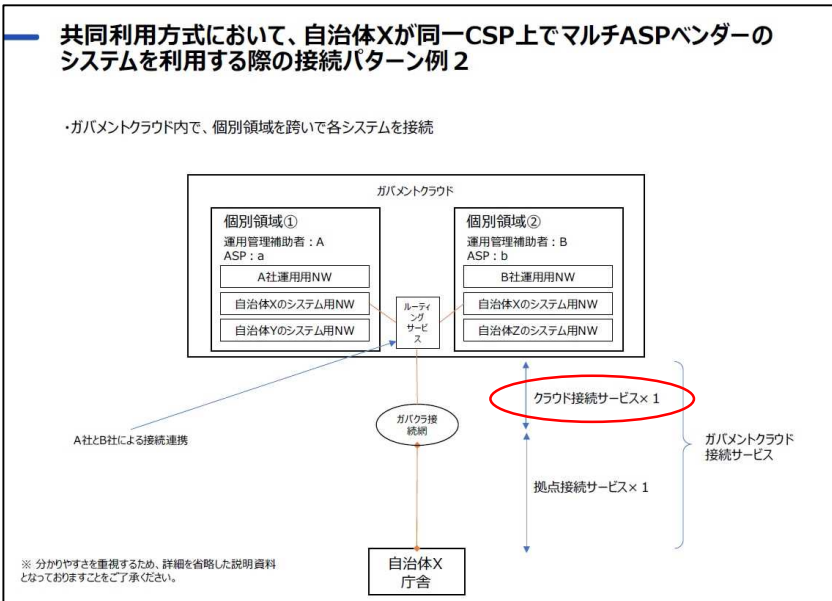 共同利用方式において、自治体Xが同一CSP上でマルチASPベンダーの
システムを利用する際の接続パターン例２
・ガバメントクラウド内で、個別領域を跨いで各システムを接続
ガバメントクラウド
個別領域①
運用管理補助者：A
ASP：a
A社運用用NW
自治体XのシステムNW用NW
自治体YのシステムNW用NW
ルーティ
ングサー
ビス
個別領域②
運用管理補助者：B
ASP：b
B社運用用NW
自治体Xのシステム用NW
自治体Zのシステム用NW
クラウド接続サービス×１
A社とB社による接続連携
ガバクラ接
続網
ガバメントクラウド
接続サービス
拠点接続サービス×１
※ 分かりやすさを重視するため、詳細を省略した説明資料
となっておりますことをご了承ください。
自治体X
庁舎